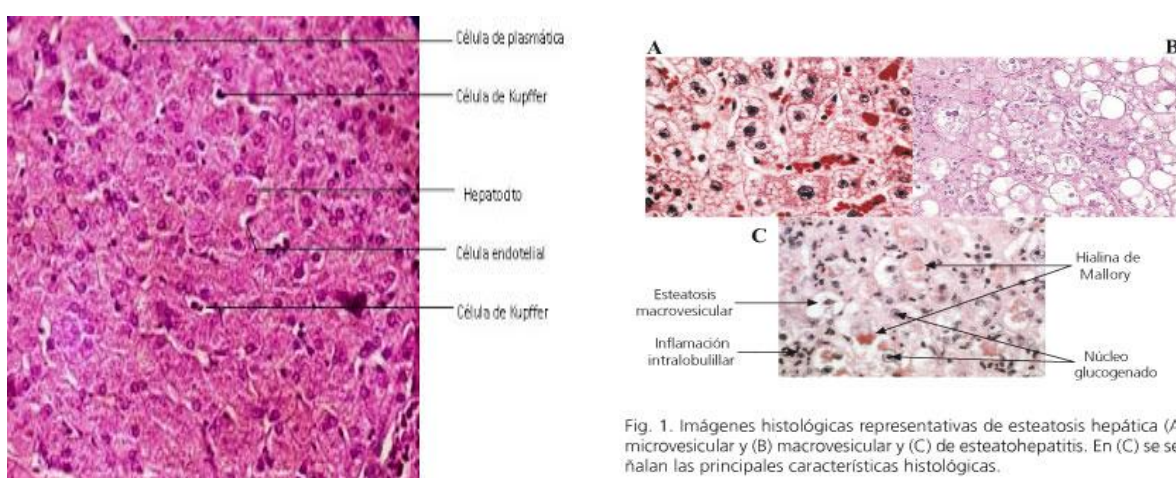 Célula de plasmática
Célula de Kupffer
Hepatocito
Célula endotelial
Célula de Kupffer
A
B
C
Esteatosis
macrovesicular
Inflamación
intralobulillar
Hialina de
Mallory
Núcleo
glucogenado
Fig. 1. Imágenes histológicas representativas de esteatosis hepática (A
microvesicular y (B) macrovesicular y (C) de esteatohepatitis. En (C) se se-
ñalan las principales características histológicas.